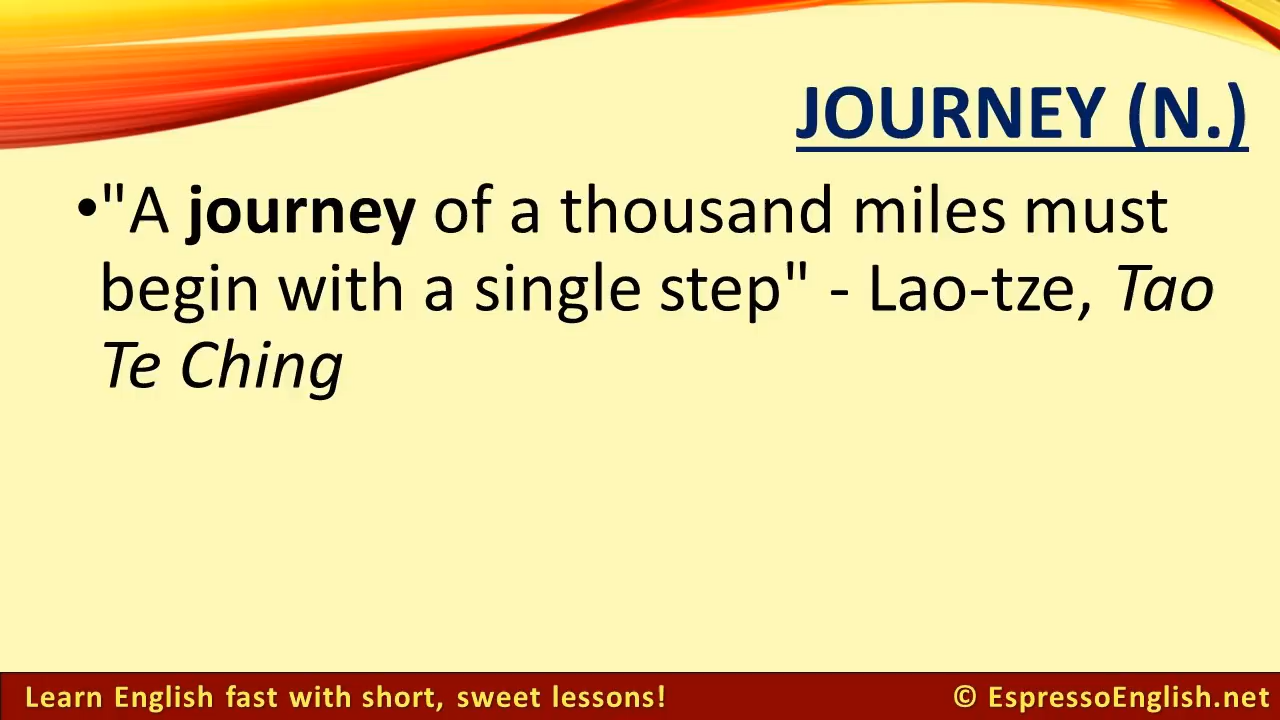 JOURNEY (N.)
•"A journey of a thousand miles must
begin with a single step" - Lao-tze, Tao
Te Ching
Learn English fast with short, sweet lessons!
© EspressoEnglish.net